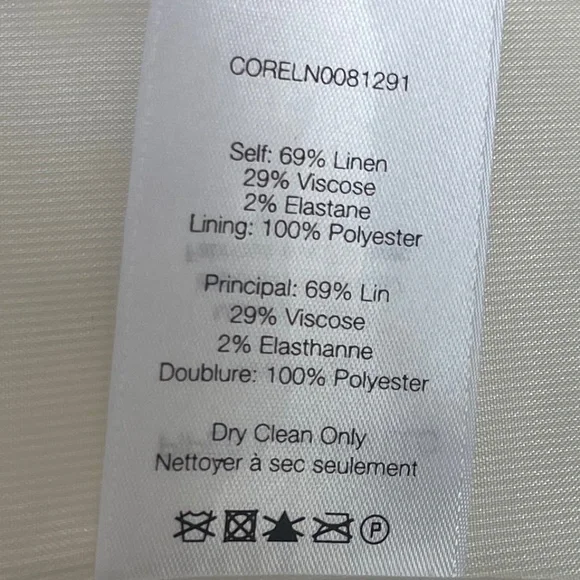 CORELN0081291
Self: 69% Linen
29% Viscose
2% Elastane
Lining: 100% Polyester
Principal: 69% Lin
29% Viscose
2% Elasthanne
Doublure: 100% Polyester
Dry Clean Only
Nettoyer à sec seulement
P